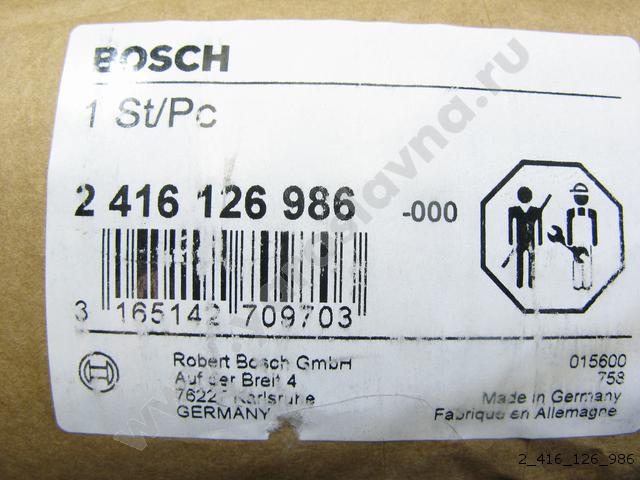 BOSCH
1 St/Pc
2 416 126 986 -000
3 165142 709703
Robert Bosch GmbH
Auf der Breit 4
76227 Karlsruhe
GERMANY
015600
758
Made in Germany
Fabrique en Allemagne
2_416_126_986